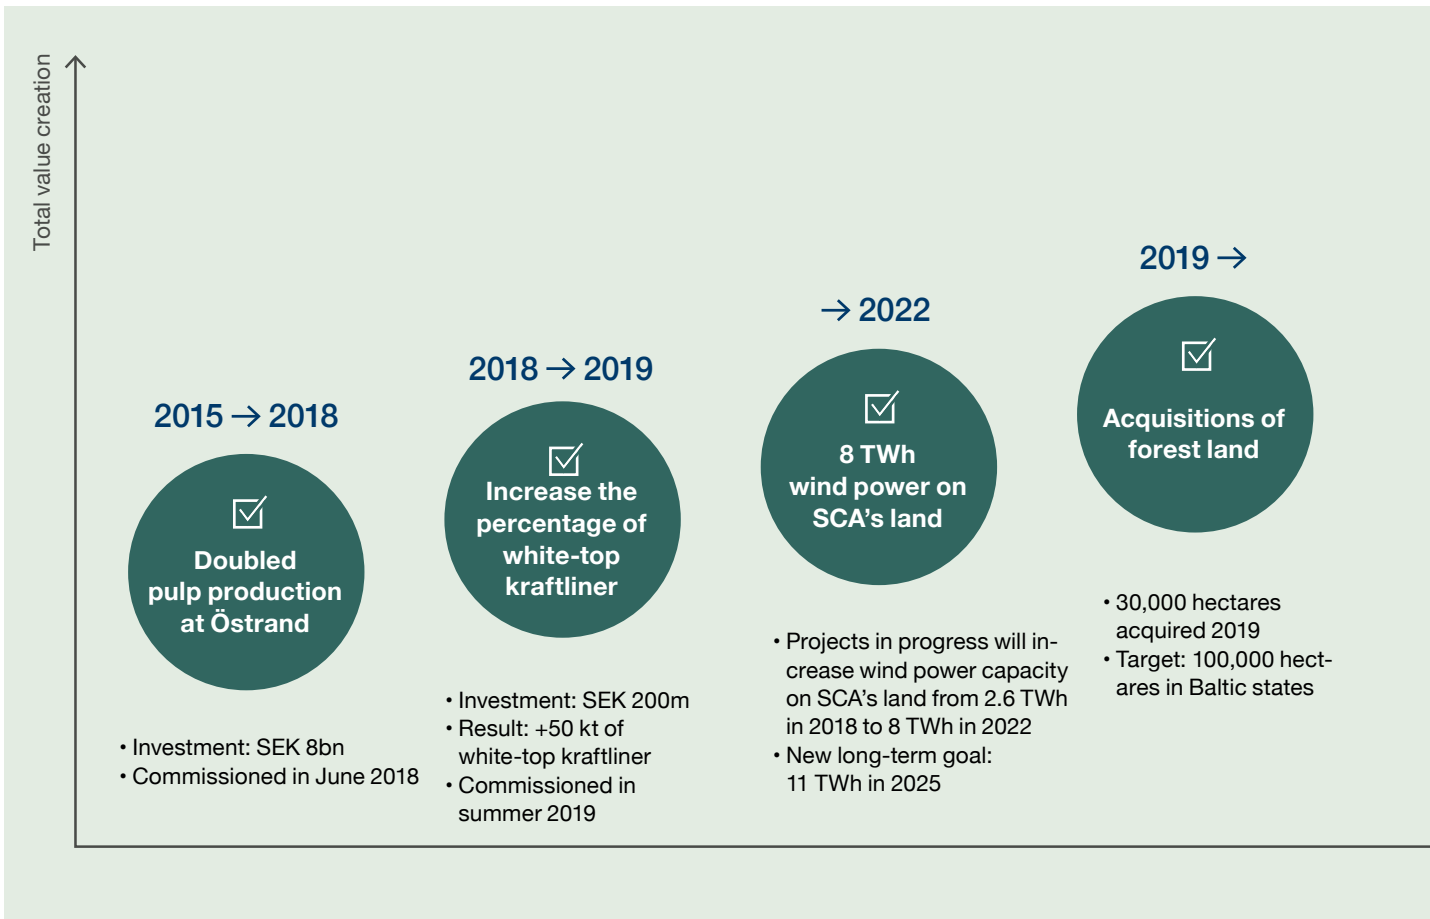 Total value creation
2015 → 2018
Doubled
pulp production
at Östrand
• Investment: SEK 8bn
• Commissioned in June 2018
2018 → 2019
Increase the
percentage of
white-top
kraftliner
• Investment: SEK 200m
• Result: +50 kt of
white-top kraftliner
• Commissioned in
summer 2019
→ 2022
8 TWh
wind power on
SCA's land
• Projects in progress will in-
crease wind power capacity
on SCA's land from 2.6 TWh
in 2018 to 8 TWh in 2022
• New long-term goal:
11 TWh in 2025
2019 →
Acquisitions of
forest land
• 30,000 hectares
acquired 2019
• Target: 100,000 hect-
ares in Baltic states